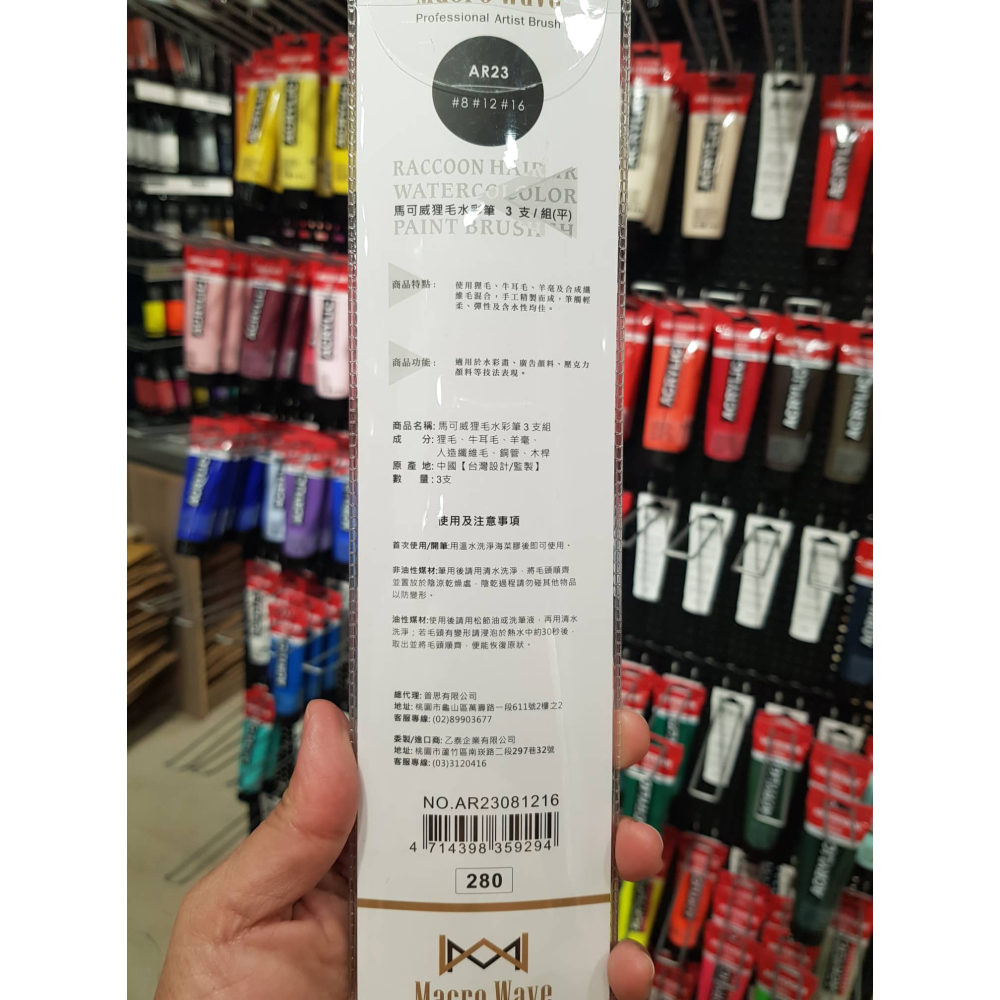 Macro Wave
Professional Artist Brush
AR23
#8 #12 #16
RACCOON HAIR
WATERCOLOR
馬可威狸毛水彩筆 3支/組(平)
PAINT BRUSH
商品特點：
使用狸毛、牛耳毛、羊毫及合成纖
維毛混合，手工精製而成，筆觸輕
柔、彈性及含水性均佳。
商品功能：
適用於水彩畫、廣告顏料、壓克力
顏料等技法表現。
商品名稱:馬可威狸毛水彩筆3支組
成 分:狸毛、牛耳毛、羊毫、
人造纖維毛、銅管、木桿
原 產 地:中國【台灣設計/監製】
數 量:3支
使用及注意事項
首次使用/開筆:用溫水洗淨海菜膠後即可使用。
非油性媒材:筆用後請用清水洗淨，將毛頭順齊
並置放於陰涼乾燥處，陰乾過程請勿碰其他物品
以防變形。
油性媒材:使用後請用松節油或洗筆液，再用清水
洗淨；若毛頭有變形請浸泡於熱水中約30秒後，
取出並將毛頭順齊，便能恢復原狀。
總代理:首思有限公司
地址:桃園市龜山區萬壽路一段611號2樓之2
客服專線:(02)89903677
委製/進口商:乙泰企業有限公司
地址:桃園市蘆竹區南崁路二段297巷32號
客服專線:(03)3120416
NO.AR23081216
4 714398 359294
280
Macro Wave
ACRYLIC
ACRYLIC
ACRYLIC
ACRYLIC
ACRYLIC
ACRYLIC
ACRYLIC